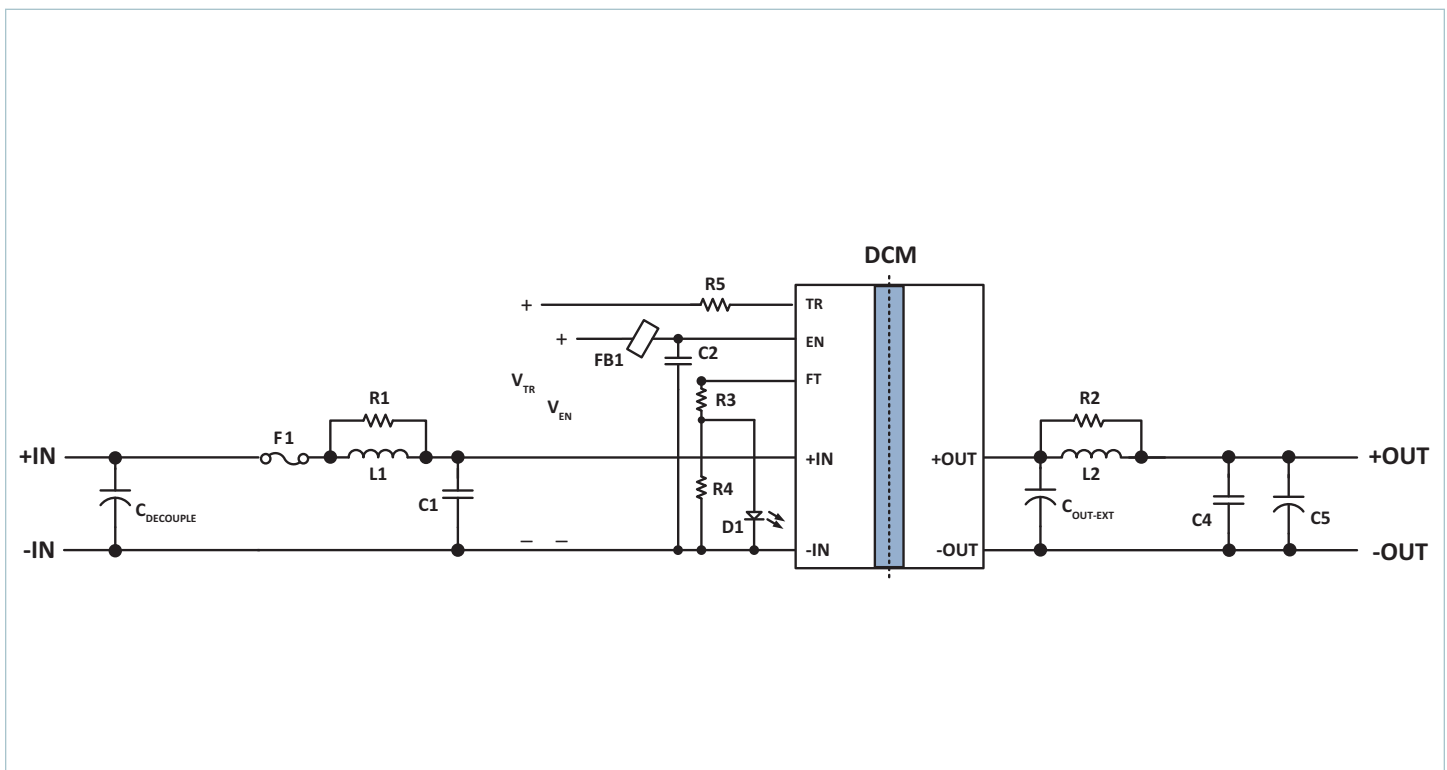 DCM
R5
+
TR
+
EN
FB1
C2
FT
V_TR
R3
V_EN
R1
R2
F1
+IN
L1
+IN
+OUT
L2
+OUT
R4
C_DECOUPLE
C1
D1
C_OUT-EXT
C4
C5
-IN
– –
-IN
-OUT
-OUT